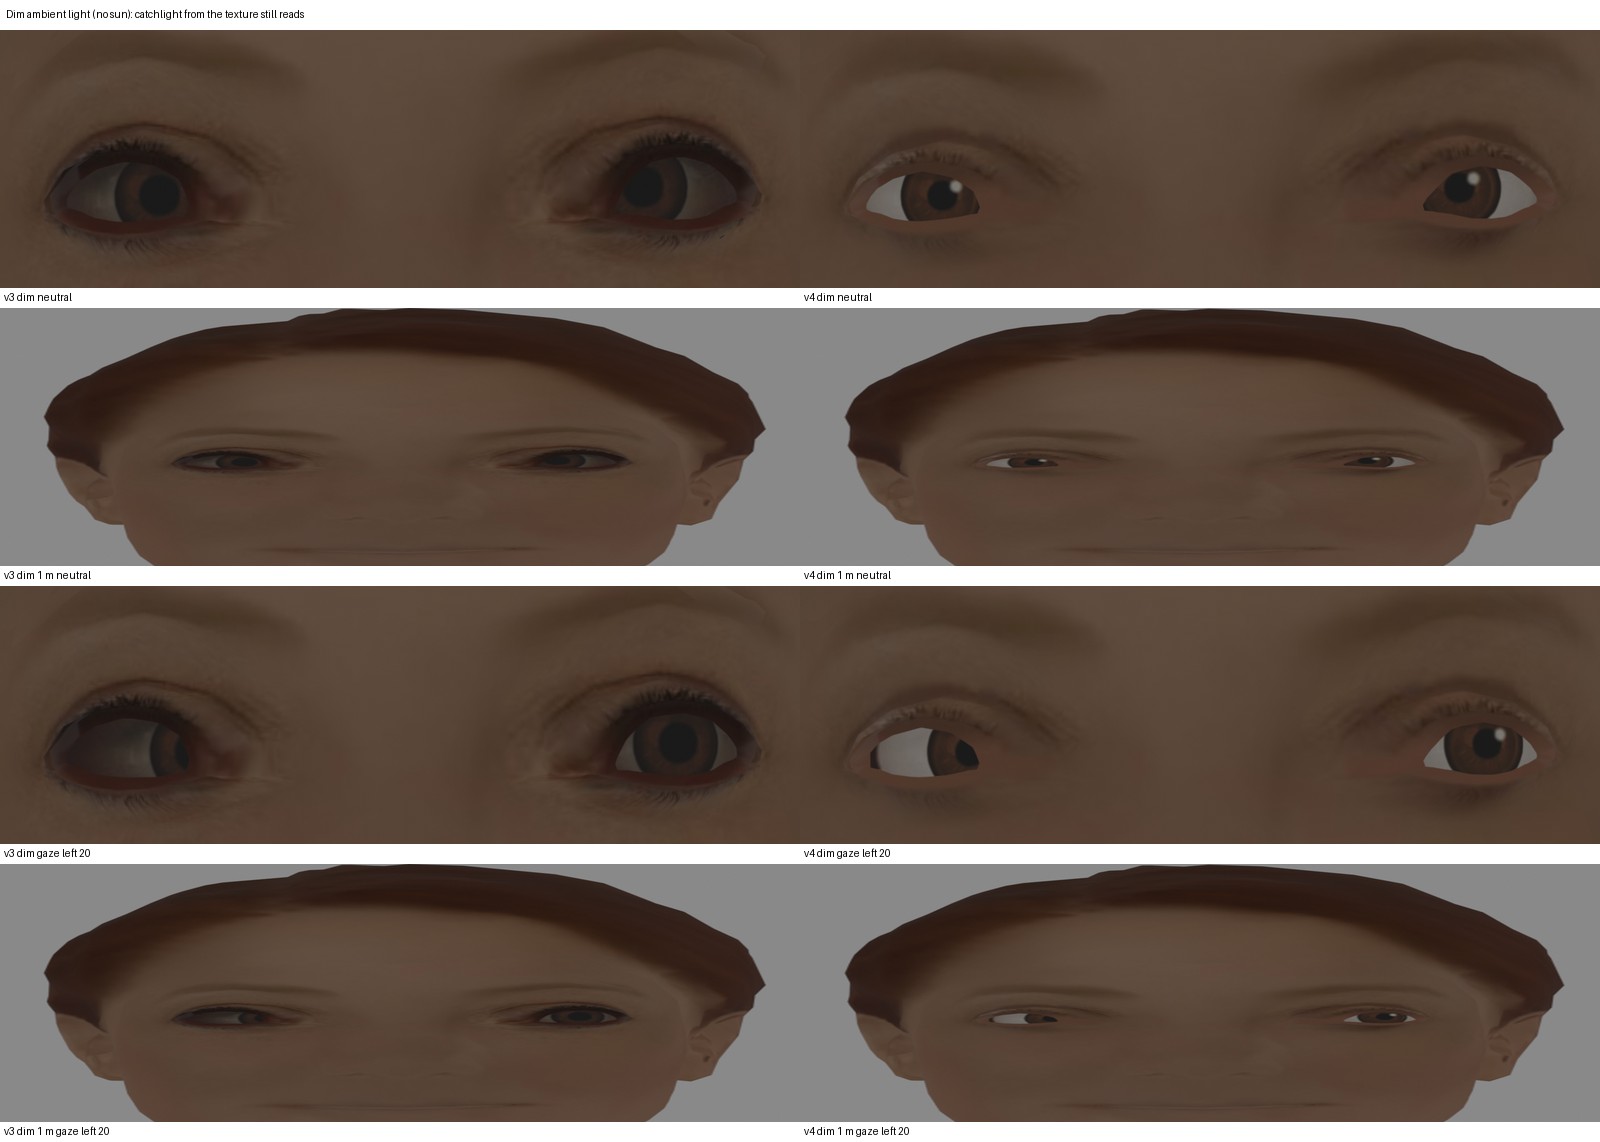 Dim ambient light (no sun): catchlight from the texture still reads
v3 dim neutral
v4 dim neutral
v3 dim 1 m neutral
v4 dim 1 m neutral
v3 dim gaze left 20
v4 dim gaze left 20
v3 dim 1 m gaze left 20
v4 dim 1 m gaze left 20